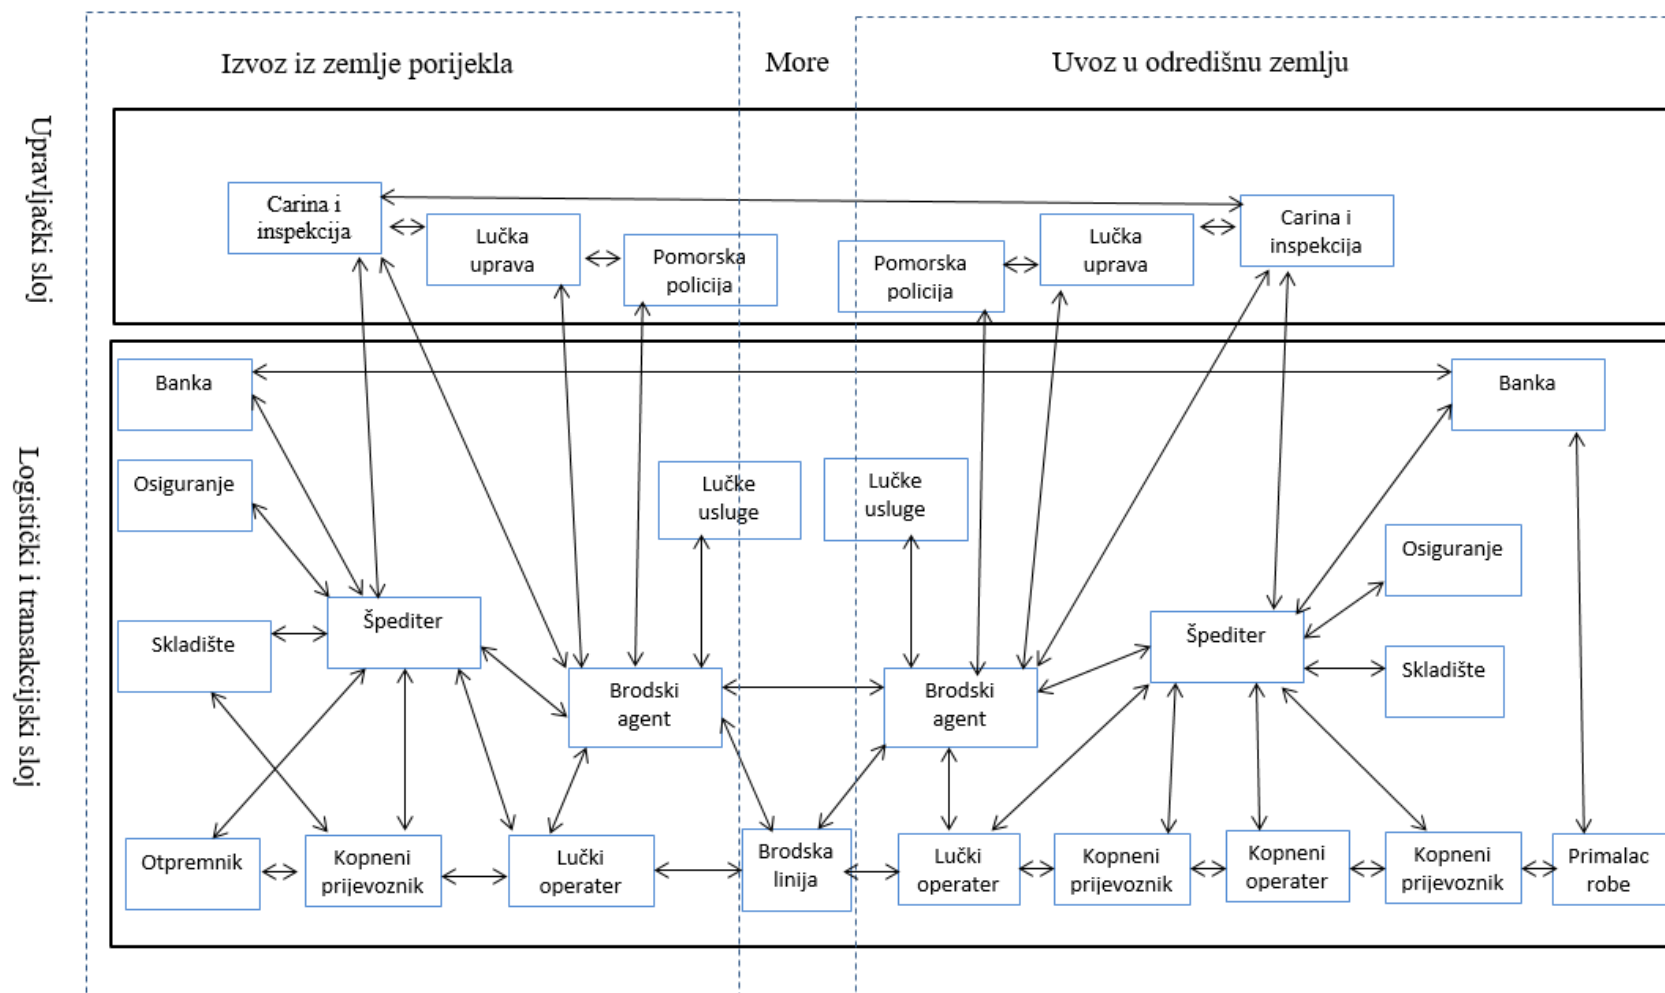 Izvoz iz zemlje porijekla
More
Uvoz u odredišnu zemlju
Upravljački sloj
Carina i
inspekcija
Lučka
uprava
Pomorska
policija
Pomorska
policija
Lučka
uprava
Carina i
inspekcija
Logistički i transakcijski sloj
Banka
Banka
Osiguranje
Lučke
usluge
Lučke
usluge
Osiguranje
Skladište
Špediter
Špediter
Skladište
Brodski
agent
Brodski
agent
Otpremnik
Kopneni
prijevoznik
Lučki
operater
Brodska
linija
Lučki
operater
Kopneni
prijevoznik
Kopneni
operater
Kopneni
prijevoznik
Primalac
robe